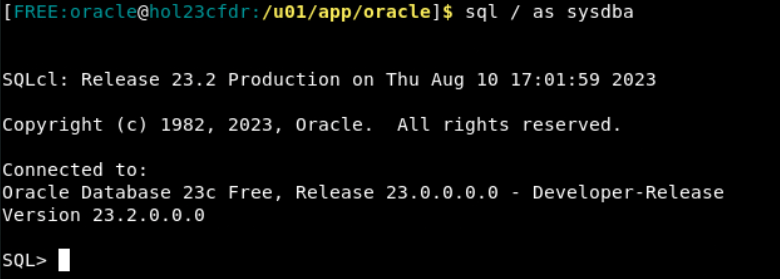 [FREE:oracle@hol23cfdr:/u01/app/oracle]$ sql / as sysdba
SQLcl: Release 23.2 Production on Thu Aug 10 17:01:59 2023
Copyright (c) 1982, 2023, Oracle.  All rights reserved.
Connected to:
Oracle Database 23c Free, Release 23.0.0.0.0 - Developer-Release
Version 23.2.0.0.0
SQL>